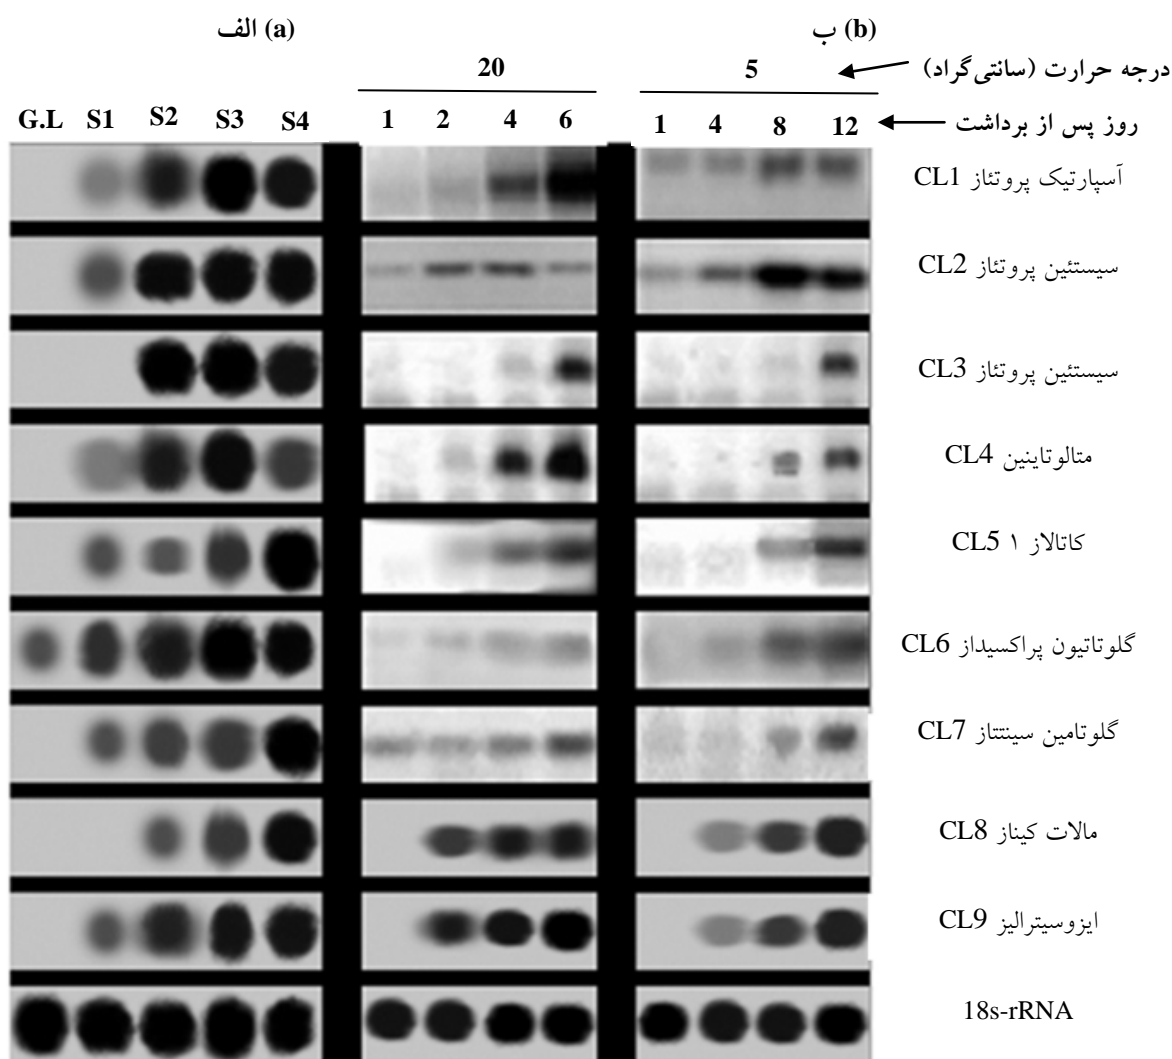 (a) الف
(b) ب
20
5
درجه حرارت (سانتی‌گراد)
G.L S1 S2 S3 S4
1 2 4 6
1 4 8 12
روز پس از برداشت
آسپارتیک پروتئاز CL1
سیستئین پروتئاز CL2
سیستئین پروتئاز CL3
متالوتاینین CL4
کاتالاز ۱ CL5
گلوتاتیون پراکسیداز CL6
گلوتامین سینتتاز CL7
مالات کیناز CL8
ایزوسیترالیز CL9
18s-rRNA